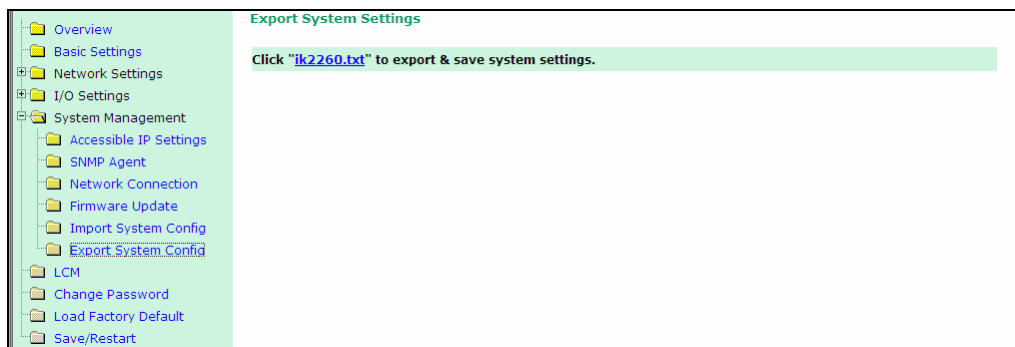 Overview
Basic Settings
Network Settings
I/O Settings
System Management
Accessible IP Settings
SNMP Agent
Network Connection
Firmware Update
Import System Config
Export System Config
LCM
Change Password
Load Factory Default
Save/Restart
Export System Settings
Click "ik2260.txt" to export & save system settings.